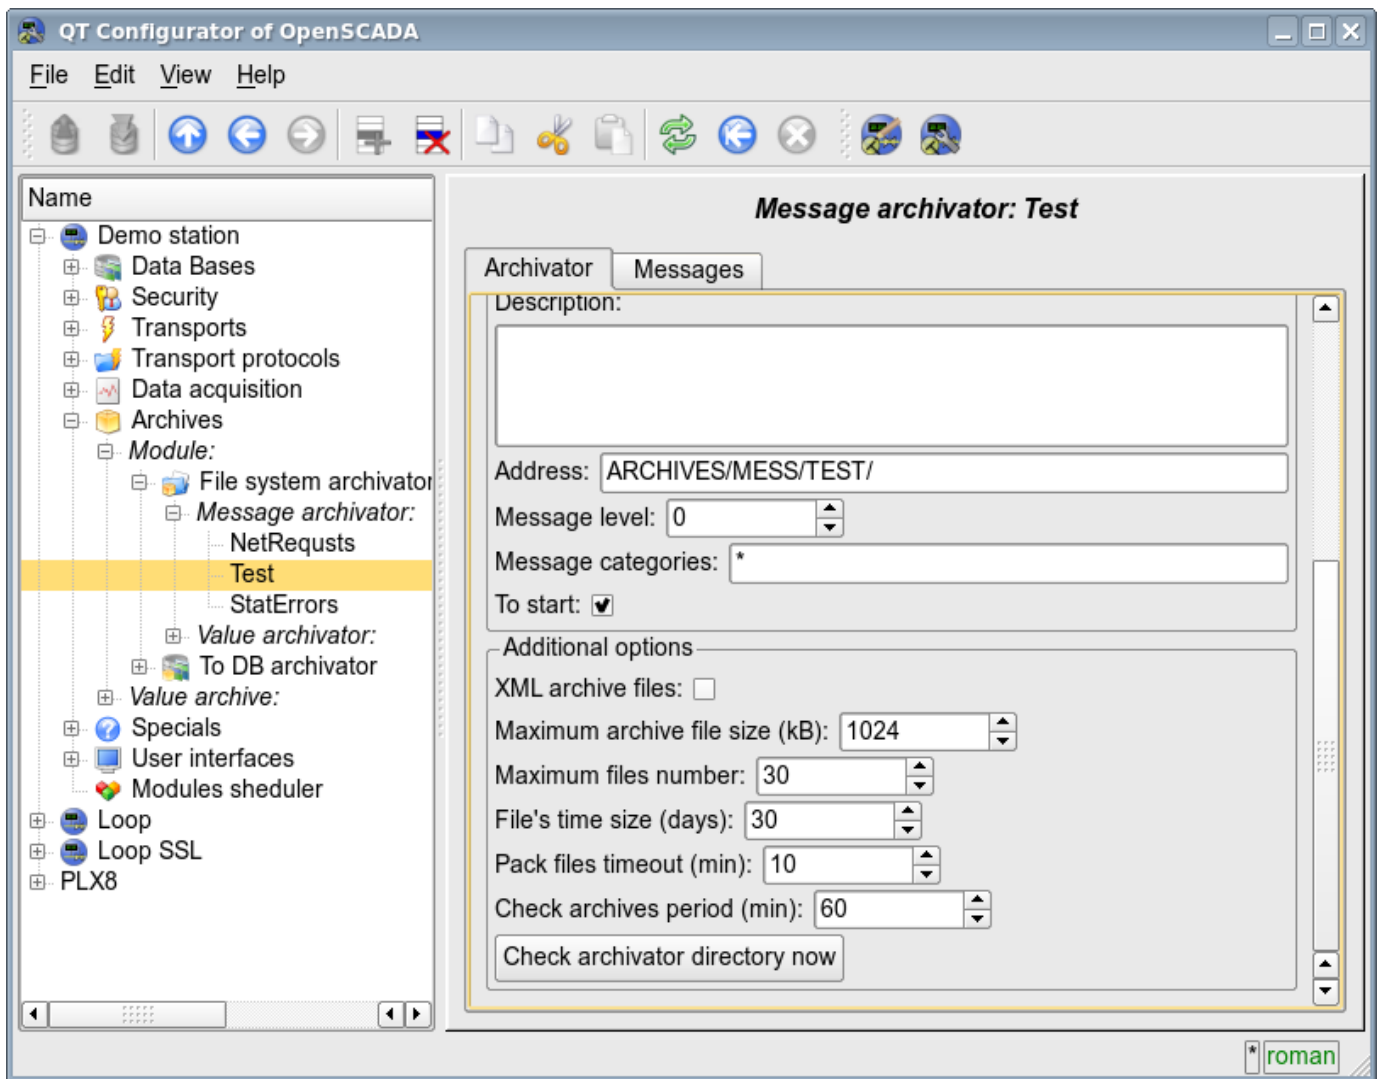 QT Configurator of OpenSCADA
File Edit View Help
Name
Demo station
Data Bases
Security
Transports
Transport protocols
Data acquisition
Archives
Module:
File system archivator
Message archivator:
NetRequsts
Test
StatErrors
Value archivator:
To DB archivator
Value archive:
Specials
User interfaces
Modules sheduler
Loop
Loop SSL
PLX8
Message archivator: Test
Archivator Messages
Description:
Address: ARCHIVES/MESS/TEST/
Message level: 0
Message categories: *
To start:
Additional options
XML archive files:
Maximum archive file size (kB): 1024
Maximum files number: 30
File's time size (days): 30
Pack files timeout (min): 10
Check archives period (min): 60
Check archivator directory now
* roman